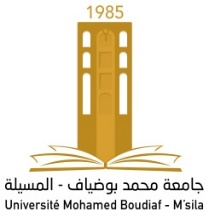 1985
جامعة محمد بوضياف - المسيلة
Université Mohamed Boudiaf - M'sila